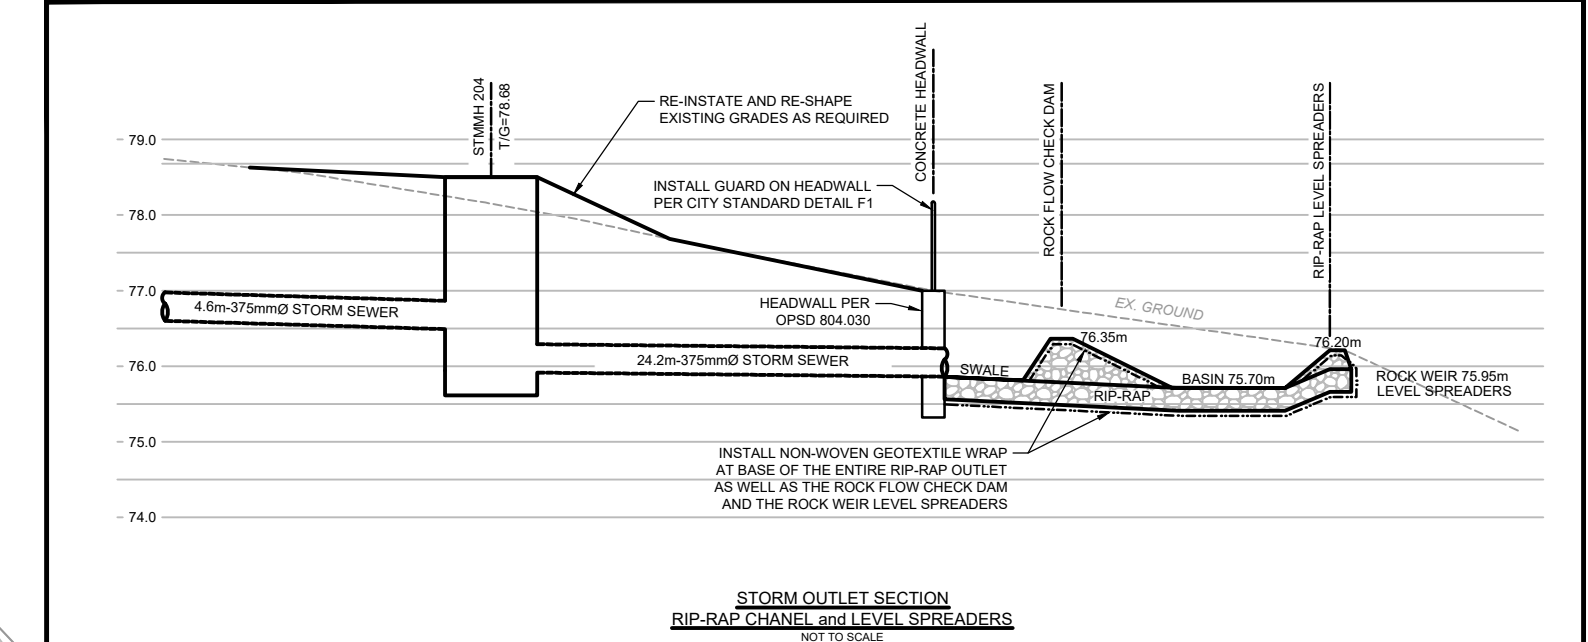 STMMH 204
T/G=78.68
RE-INSTATE AND RE-SHAPE
EXISTING GRADES AS REQUIRED
CONCRETE HEADWALL
ROCK FLOW CHECK DAM
RIP-RAP LEVEL SPREADERS
79.0
INSTALL GUARD ON HEADWALL
PER CITY STANDARD DETAIL F1
78.0
77.0
4.6m-375mmØ STORM SEWER
HEADWALL PER
OPSD 804.030
EX. GROUND
76.35m
76.20m
24.2m-375mmØ STORM SEWER
76.0
SWALE
BASIN 75.70m
ROCK WEIR 75.95m
LEVEL SPREADERS
RIP-RAP
75.0
INSTALL NON-WOVEN GEOTEXTILE WRAP
AT BASE OF THE ENTIRE RIP-RAP OUTLET
AS WELL AS THE ROCK FLOW CHECK DAM
AND THE ROCK WEIR LEVEL SPREADERS
74.0
STORM OUTLET SECTION
RIP-RAP CHANEL and LEVEL SPREADERS
NOT TO SCALE